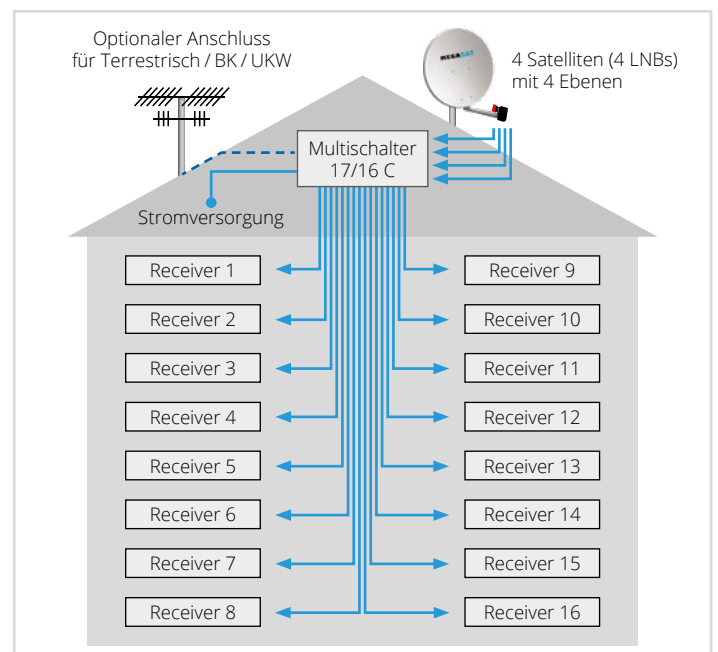 Optionaler Anschluss
für Terrestrisch / BK / UKW
MEGASAT
4 Satelliten (4 LNBs)
mit 4 Ebenen
Multischalter
17/16 C
Stromversorgung
Receiver 1
Receiver 9
Receiver 2
Receiver 10
Receiver 3
Receiver 11
Receiver 4
Receiver 12
Receiver 5
Receiver 13
Receiver 6
Receiver 14
Receiver 7
Receiver 15
Receiver 8
Receiver 16